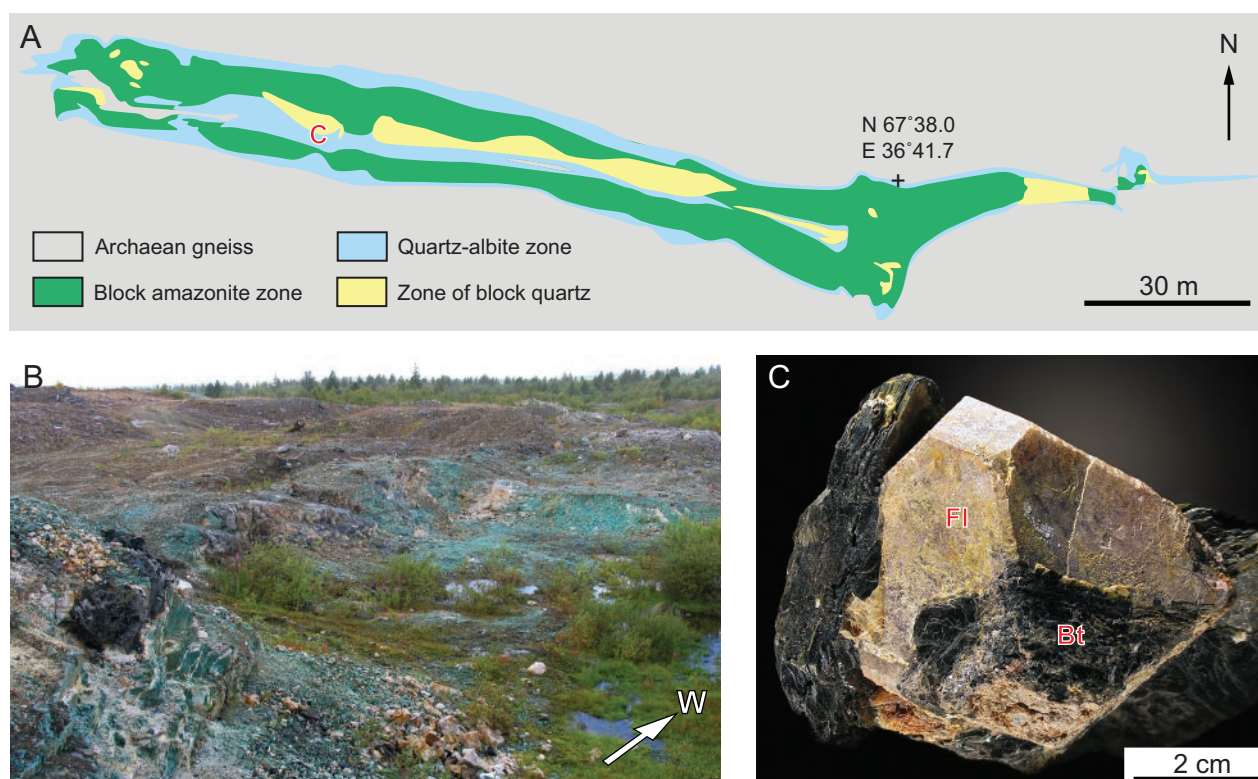 A
N
N 67°38.0
E 36°41.7
C
Archaean gneiss
Quartz-albite zone
Block amazonite zone
Zone of block quartz
30 m
B
W
C
Fl
Bt
2 cm